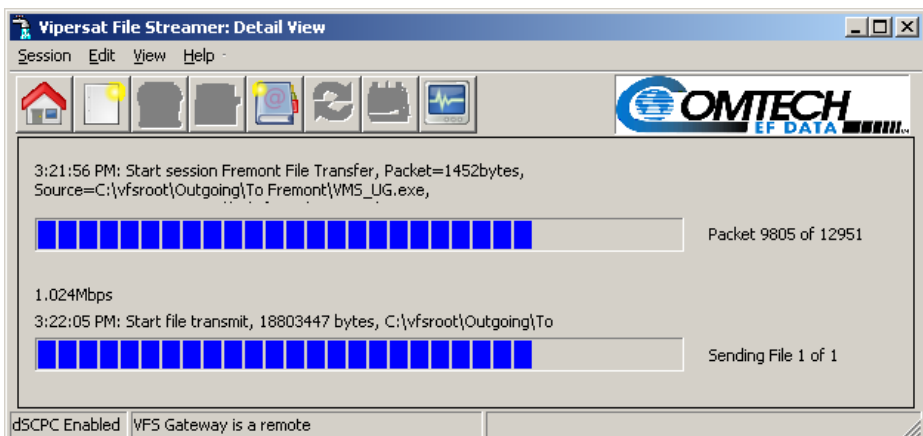 Vipersat File Streamer: Detail View
Session Edit View Help
COMTECH
EF DATA
3:21:56 PM: Start session Fremont File Transfer, Packet=1452bytes,
Source=C:\vfsroot\Outgoing\To Fremont\VMS_UG.exe,
Packet 9805 of 12951
1.024Mbps
3:22:05 PM: Start file transmit, 18803447 bytes, C:\vfsroot\Outgoing\To
Sending File 1 of 1
dSCPC Enabled VFS Gateway is a remote